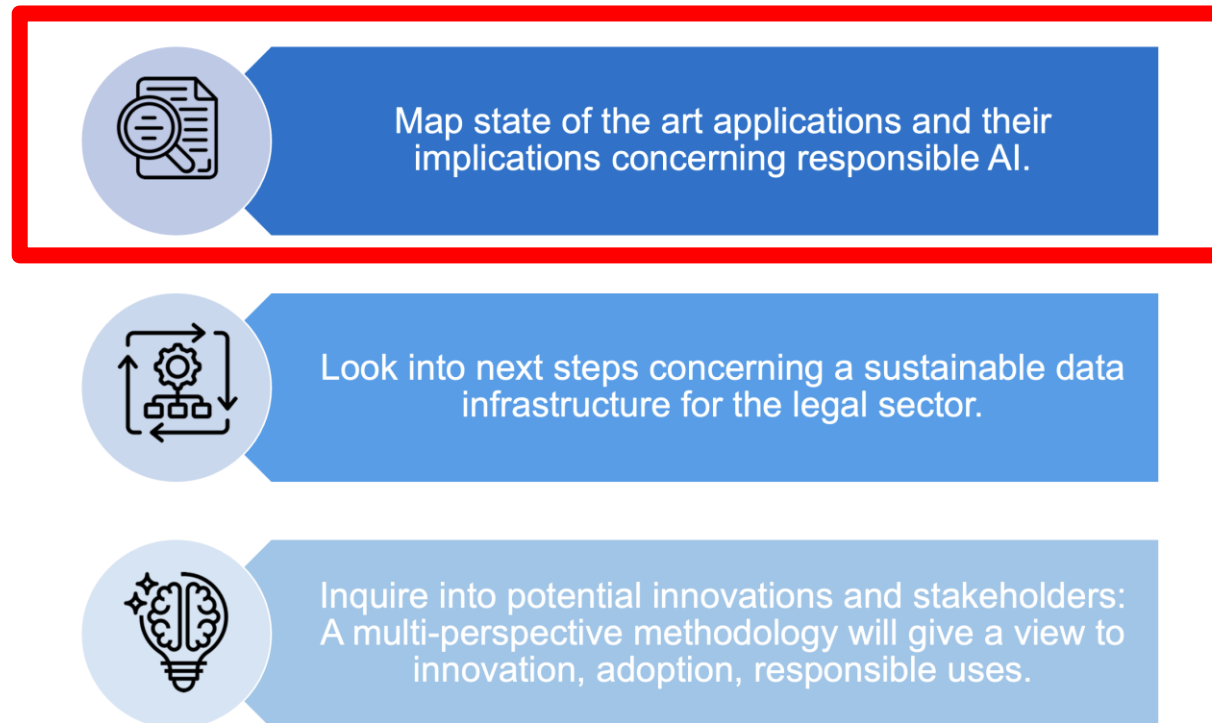 Map state of the art applications and their
implications concerning responsible AI.
Look into next steps concerning a sustainable data
infrastructure for the legal sector.
Inquire into potential innovations and stakeholders:
A multi-perspective methodology will give a view to
innovation, adoption, responsible uses.